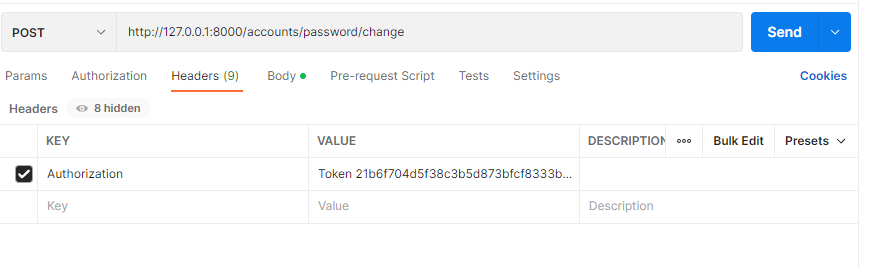 POST http://127.0.0.1:8000/accounts/password/change Send
Params Authorization Headers (9) Body Pre-request Script Tests Settings Cookies
Headers 8 hidden
KEY VALUE DESCRIPTION ooo Bulk Edit Presets
Authorization Token 21b6f704d5f38c3b5d873bfcf8333b...
Key Value Description